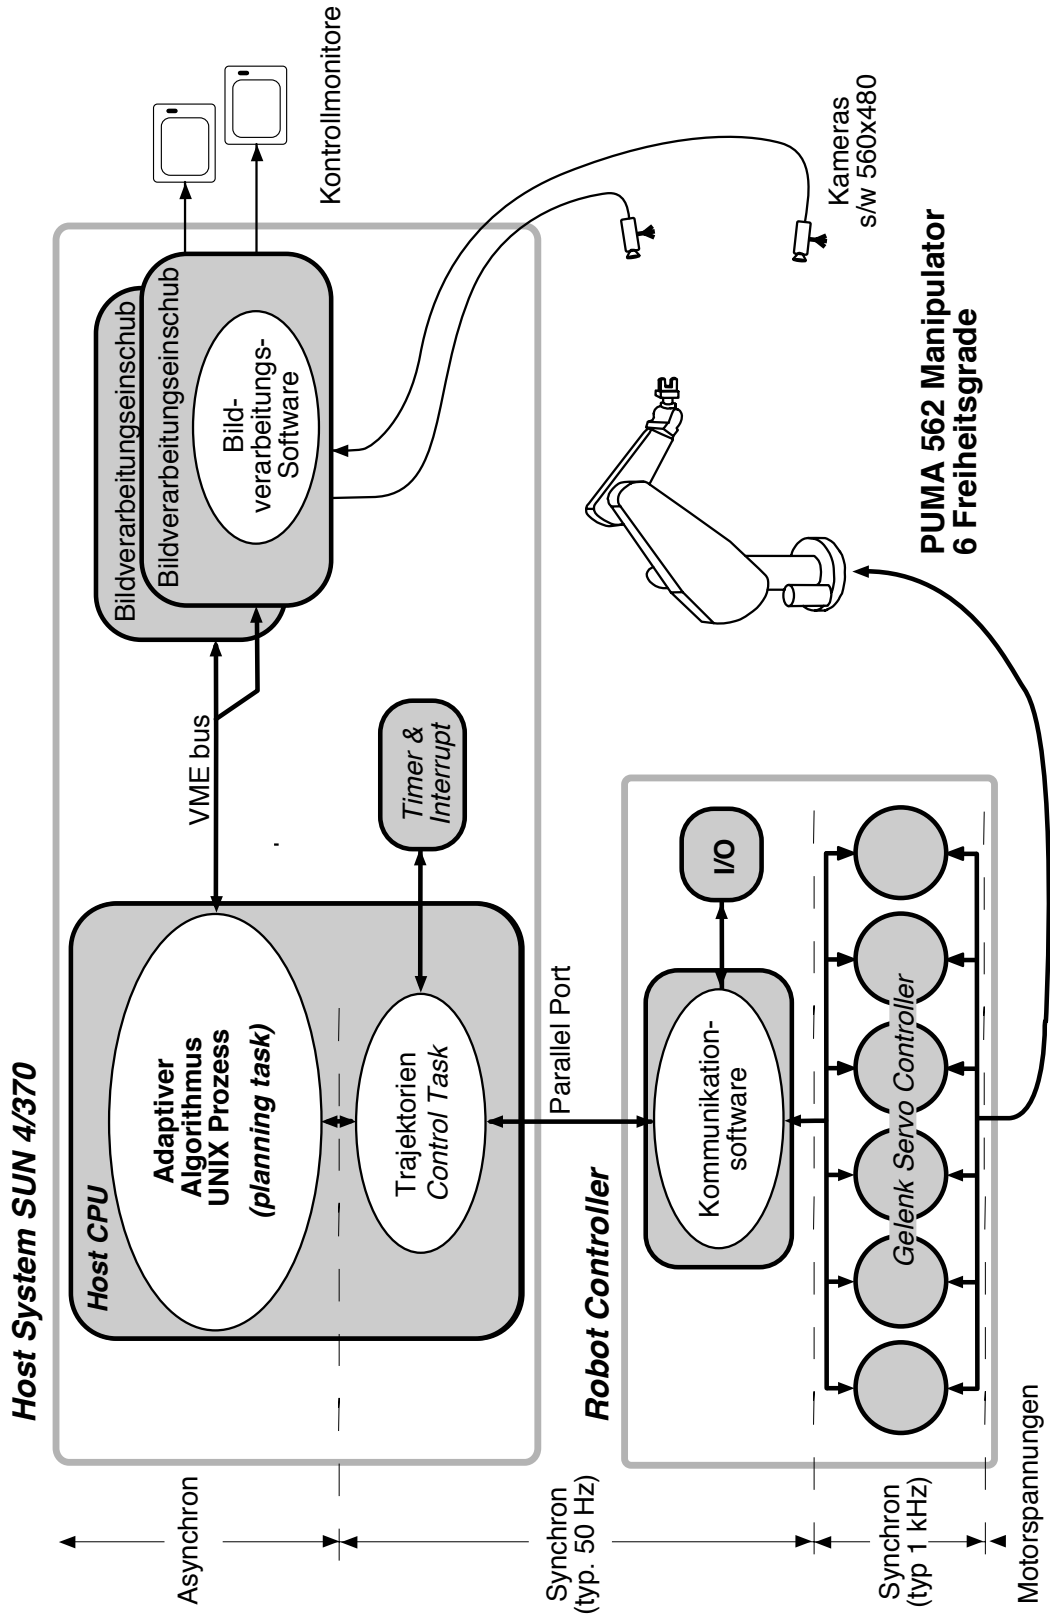 Host System SUN 4/370
Host CPU
Adaptiver
Algorithmus
UNIX Prozess
(planning task)
Trajektorien
Control Task
VME bus
Timer &
Interrupt
Bildverarbeitungseinschub
Bildverarbeitungseinschub
Bild-
verarbeitungs-
Software
Kontrollmonitore
Kameras
s/w 560x480
PUMA 562 Manipulator
6 Freiheitsgrade
Parallel Port
Robot Controller
Kommunikation-
software
I/O
Gelenk Servo Controller
Asynchron
Synchron
(typ. 50 Hz)
Synchron
(typ 1 kHz)
Motorspannungen